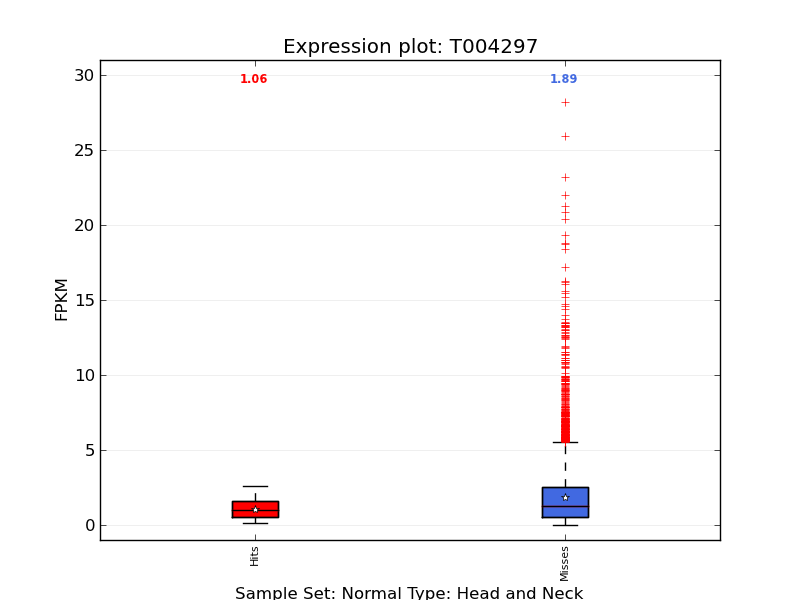 Expression plot: T004297
30
1.06
1.89
25
20
15
10
5
0
FPKM
Hits
Misses
Sample Set: Normal Type: Head and Neck